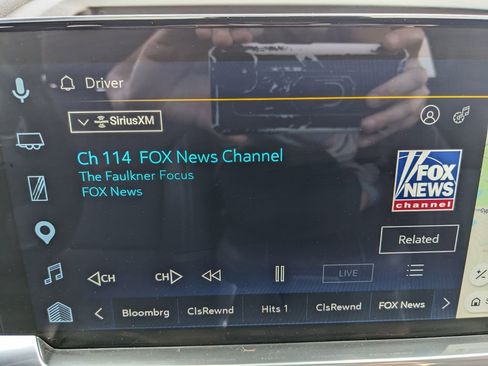 Driver
SiriusXM
Ch 114 FOX News Channel
The Faulkner Focus
FOX News
FOX
NEWS
channel
Related
CH CH LIVE
Bloombrg ClsRewnd Hits 1 ClsRewnd FOX News